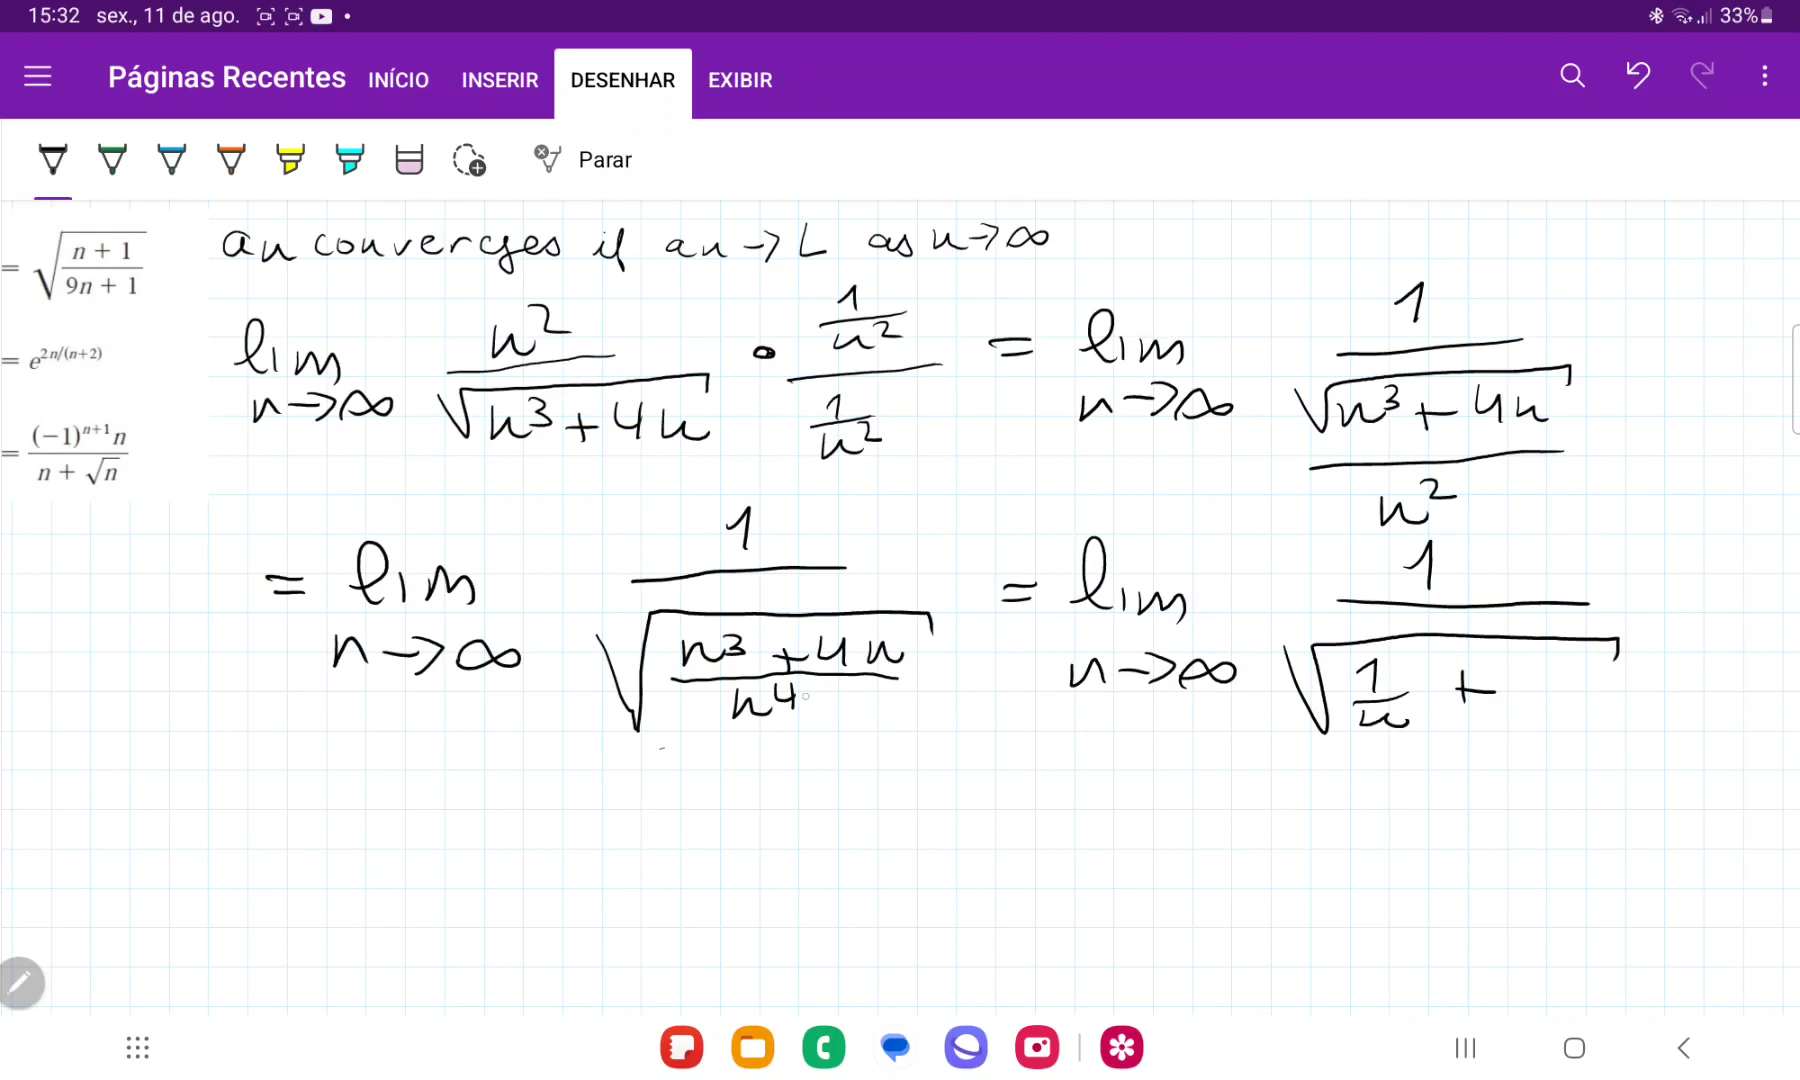 15:32 sex., 11 de ago. 33%
Páginas Recentes INÍCIO INSERIR DESENHAR EXIBIR
Parar
= √((n + 1)/(9n + 1))
= e^(2n/(n+2))
= ((−1)^(n+1) n)/(n + √n)
an converges if an → L as n → ∞
lim n→∞ n²/√(n³ + 4n) · (1/n²)/(1/n²) = lim n→∞ 1/(√(n³ + 4n)/n²)
= lim n→∞ 1/√((n³ + 4n)/n⁴) = lim n→∞ 1/√(1/n +